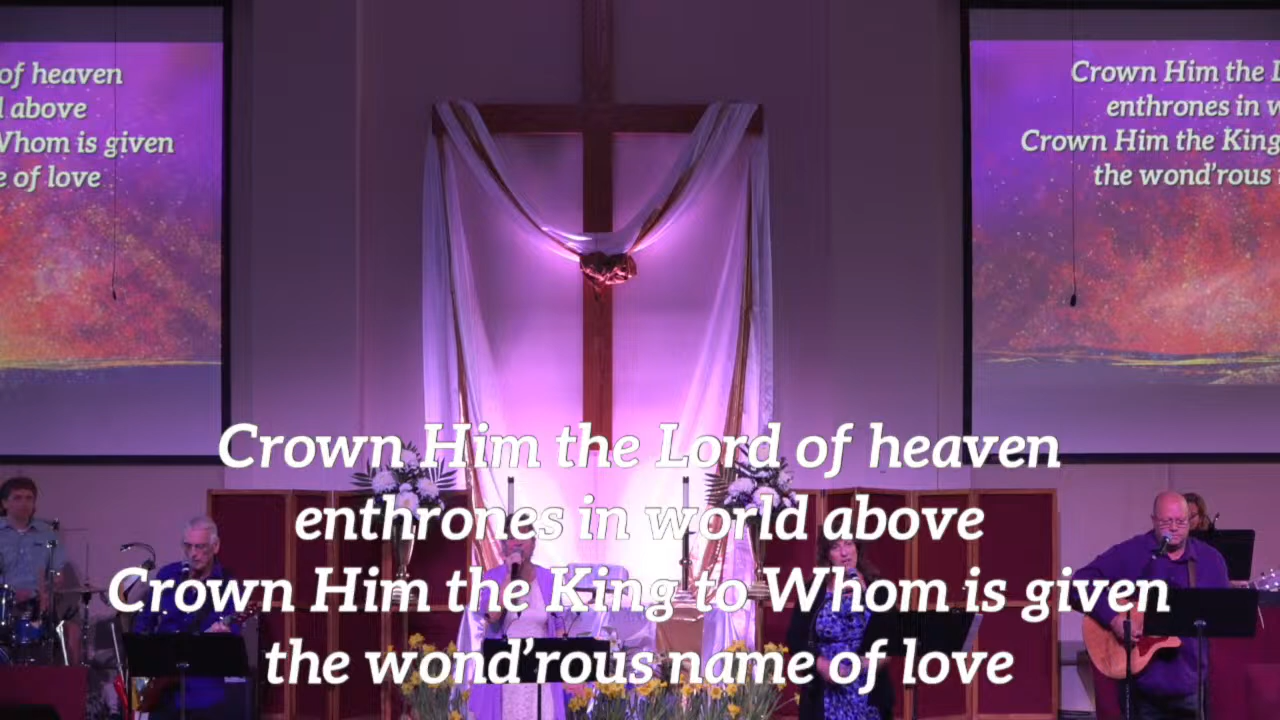 of heaven
above
Whom is given
of love
Crown Him the
enthrones in
Crown Him the King
the wond'rous
Crown Him the Lord of heaven
enthrones in world above
Crown Him the King to Whom is given
the wond'rous name of love